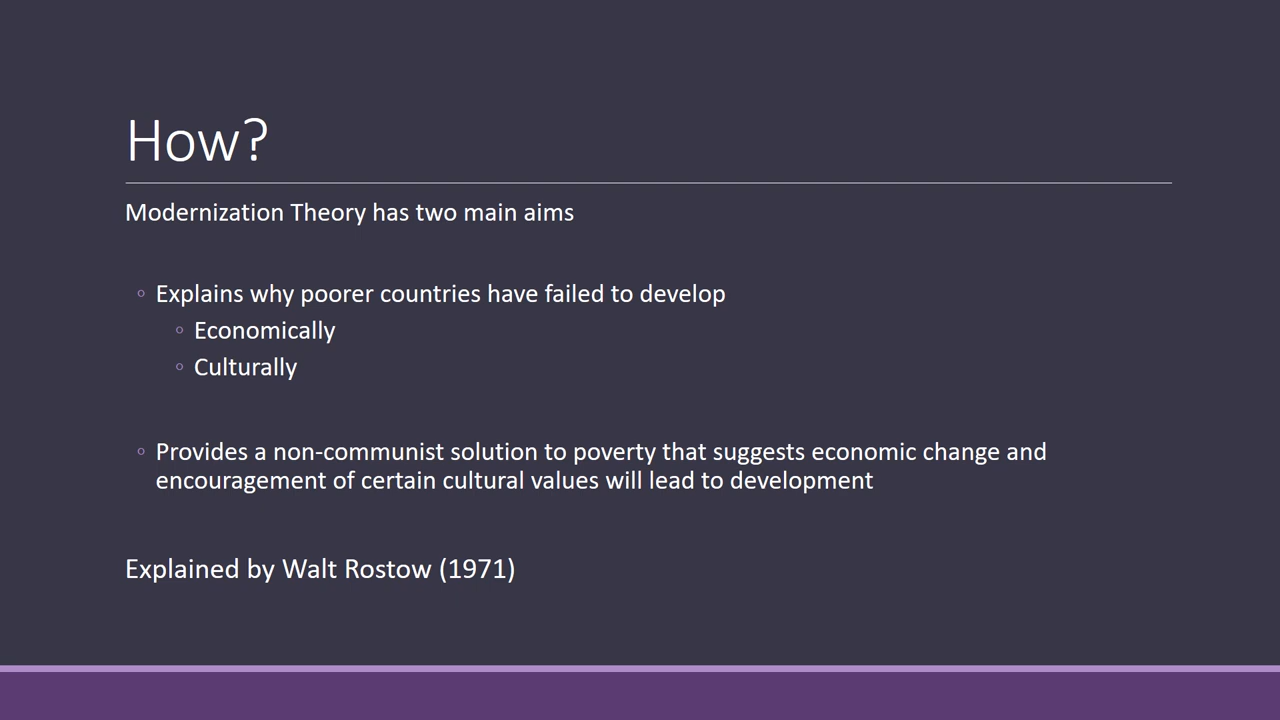 How?
Modernization Theory has two main aims
◦ Explains why poorer countries have failed to develop
◦ Economically
◦ Culturally
◦ Provides a non-communist solution to poverty that suggests economic change and
encouragement of certain cultural values will lead to development
Explained by Walt Rostow (1971)